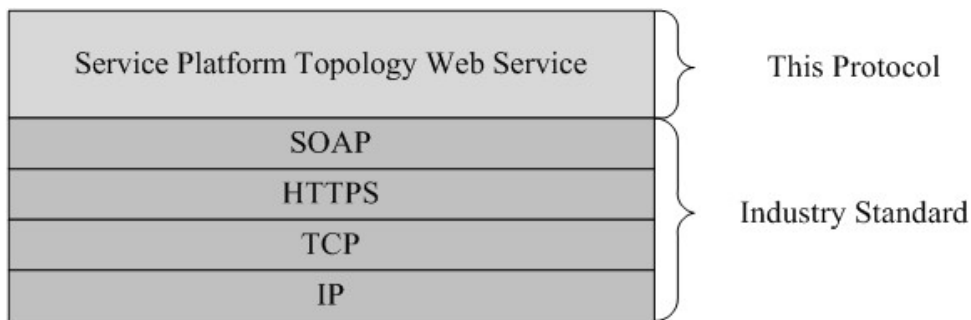 Service Platform Topology Web Service
This Protocol
SOAP
HTTPS
TCP
IP
Industry Standard